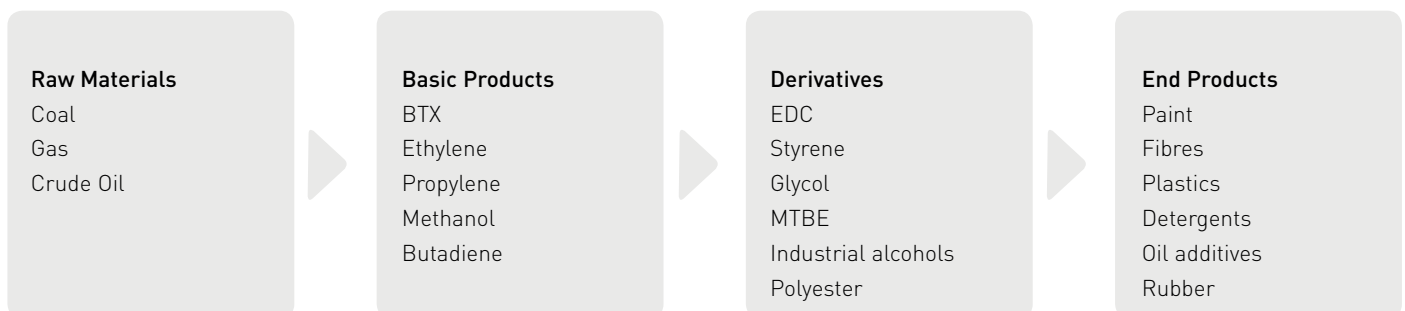 Raw Materials
Coal
Gas
Crude Oil
Basic Products
BTX
Ethylene
Propylene
Methanol
Butadiene
Derivatives
EDC
Styrene
Glycol
MTBE
Industrial alcohols
Polyester
End Products
Paint
Fibres
Plastics
Detergents
Oil additives
Rubber